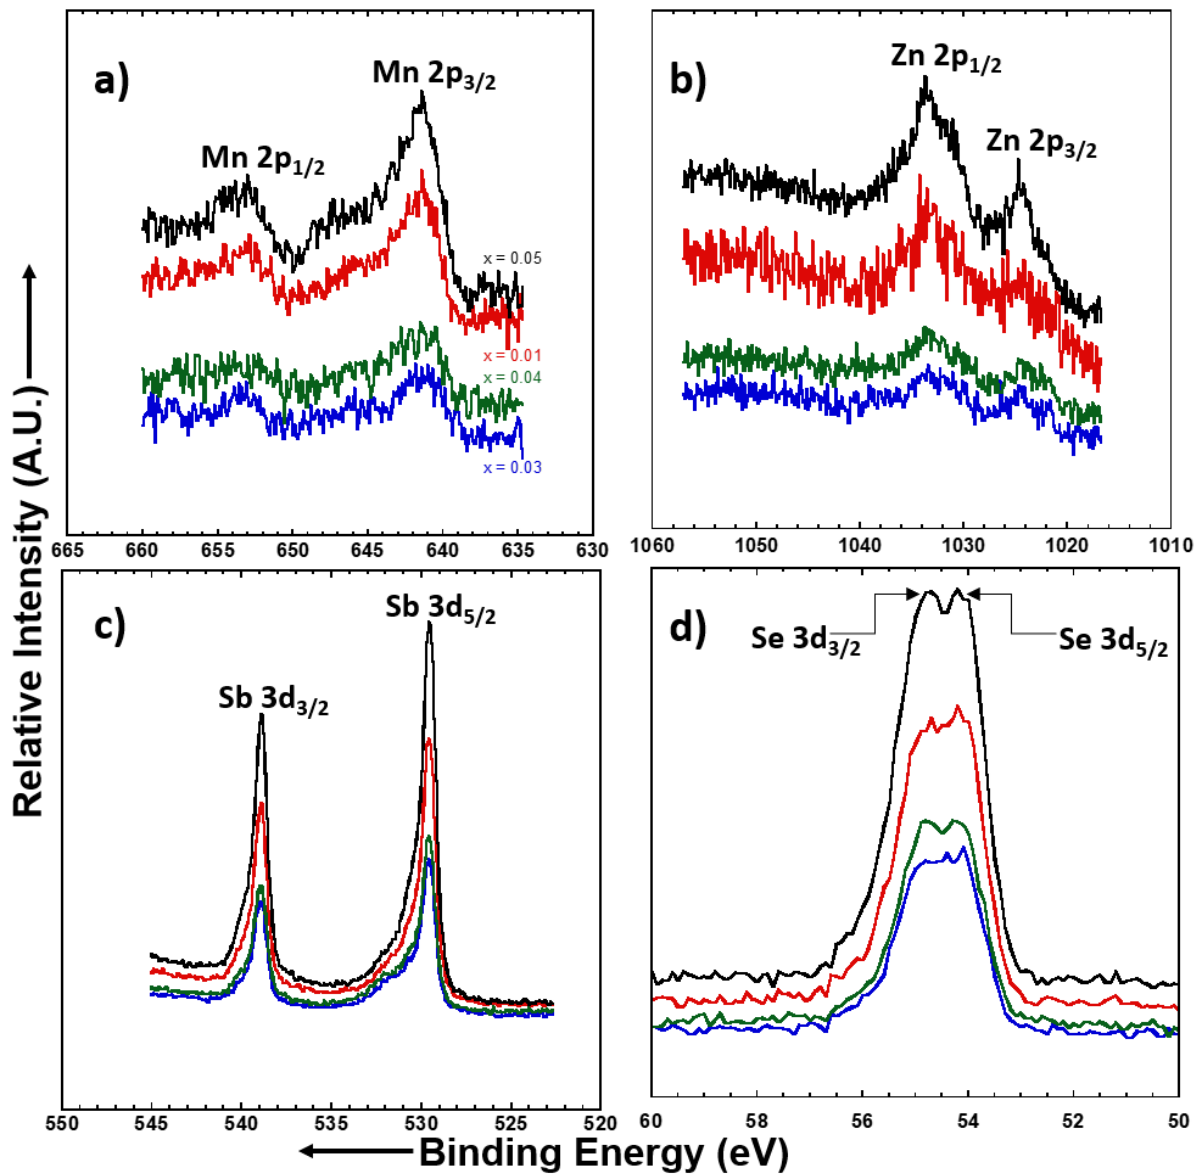 a)
Mn 2p3/2
Mn 2p1/2
x = 0.05
x = 0.01
x = 0.04
x = 0.03
665 660 655 650 645 640 635 630
b)
Zn 2p1/2
Zn 2p3/2
1060 1050 1040 1030 1020 1010
Relative Intensity (A.U.)
c)
Sb 3d5/2
Sb 3d3/2
550 545 540 535 530 525 520
d)
Se 3d3/2
Se 3d5/2
60 58 56 54 52 50
Binding Energy (eV)